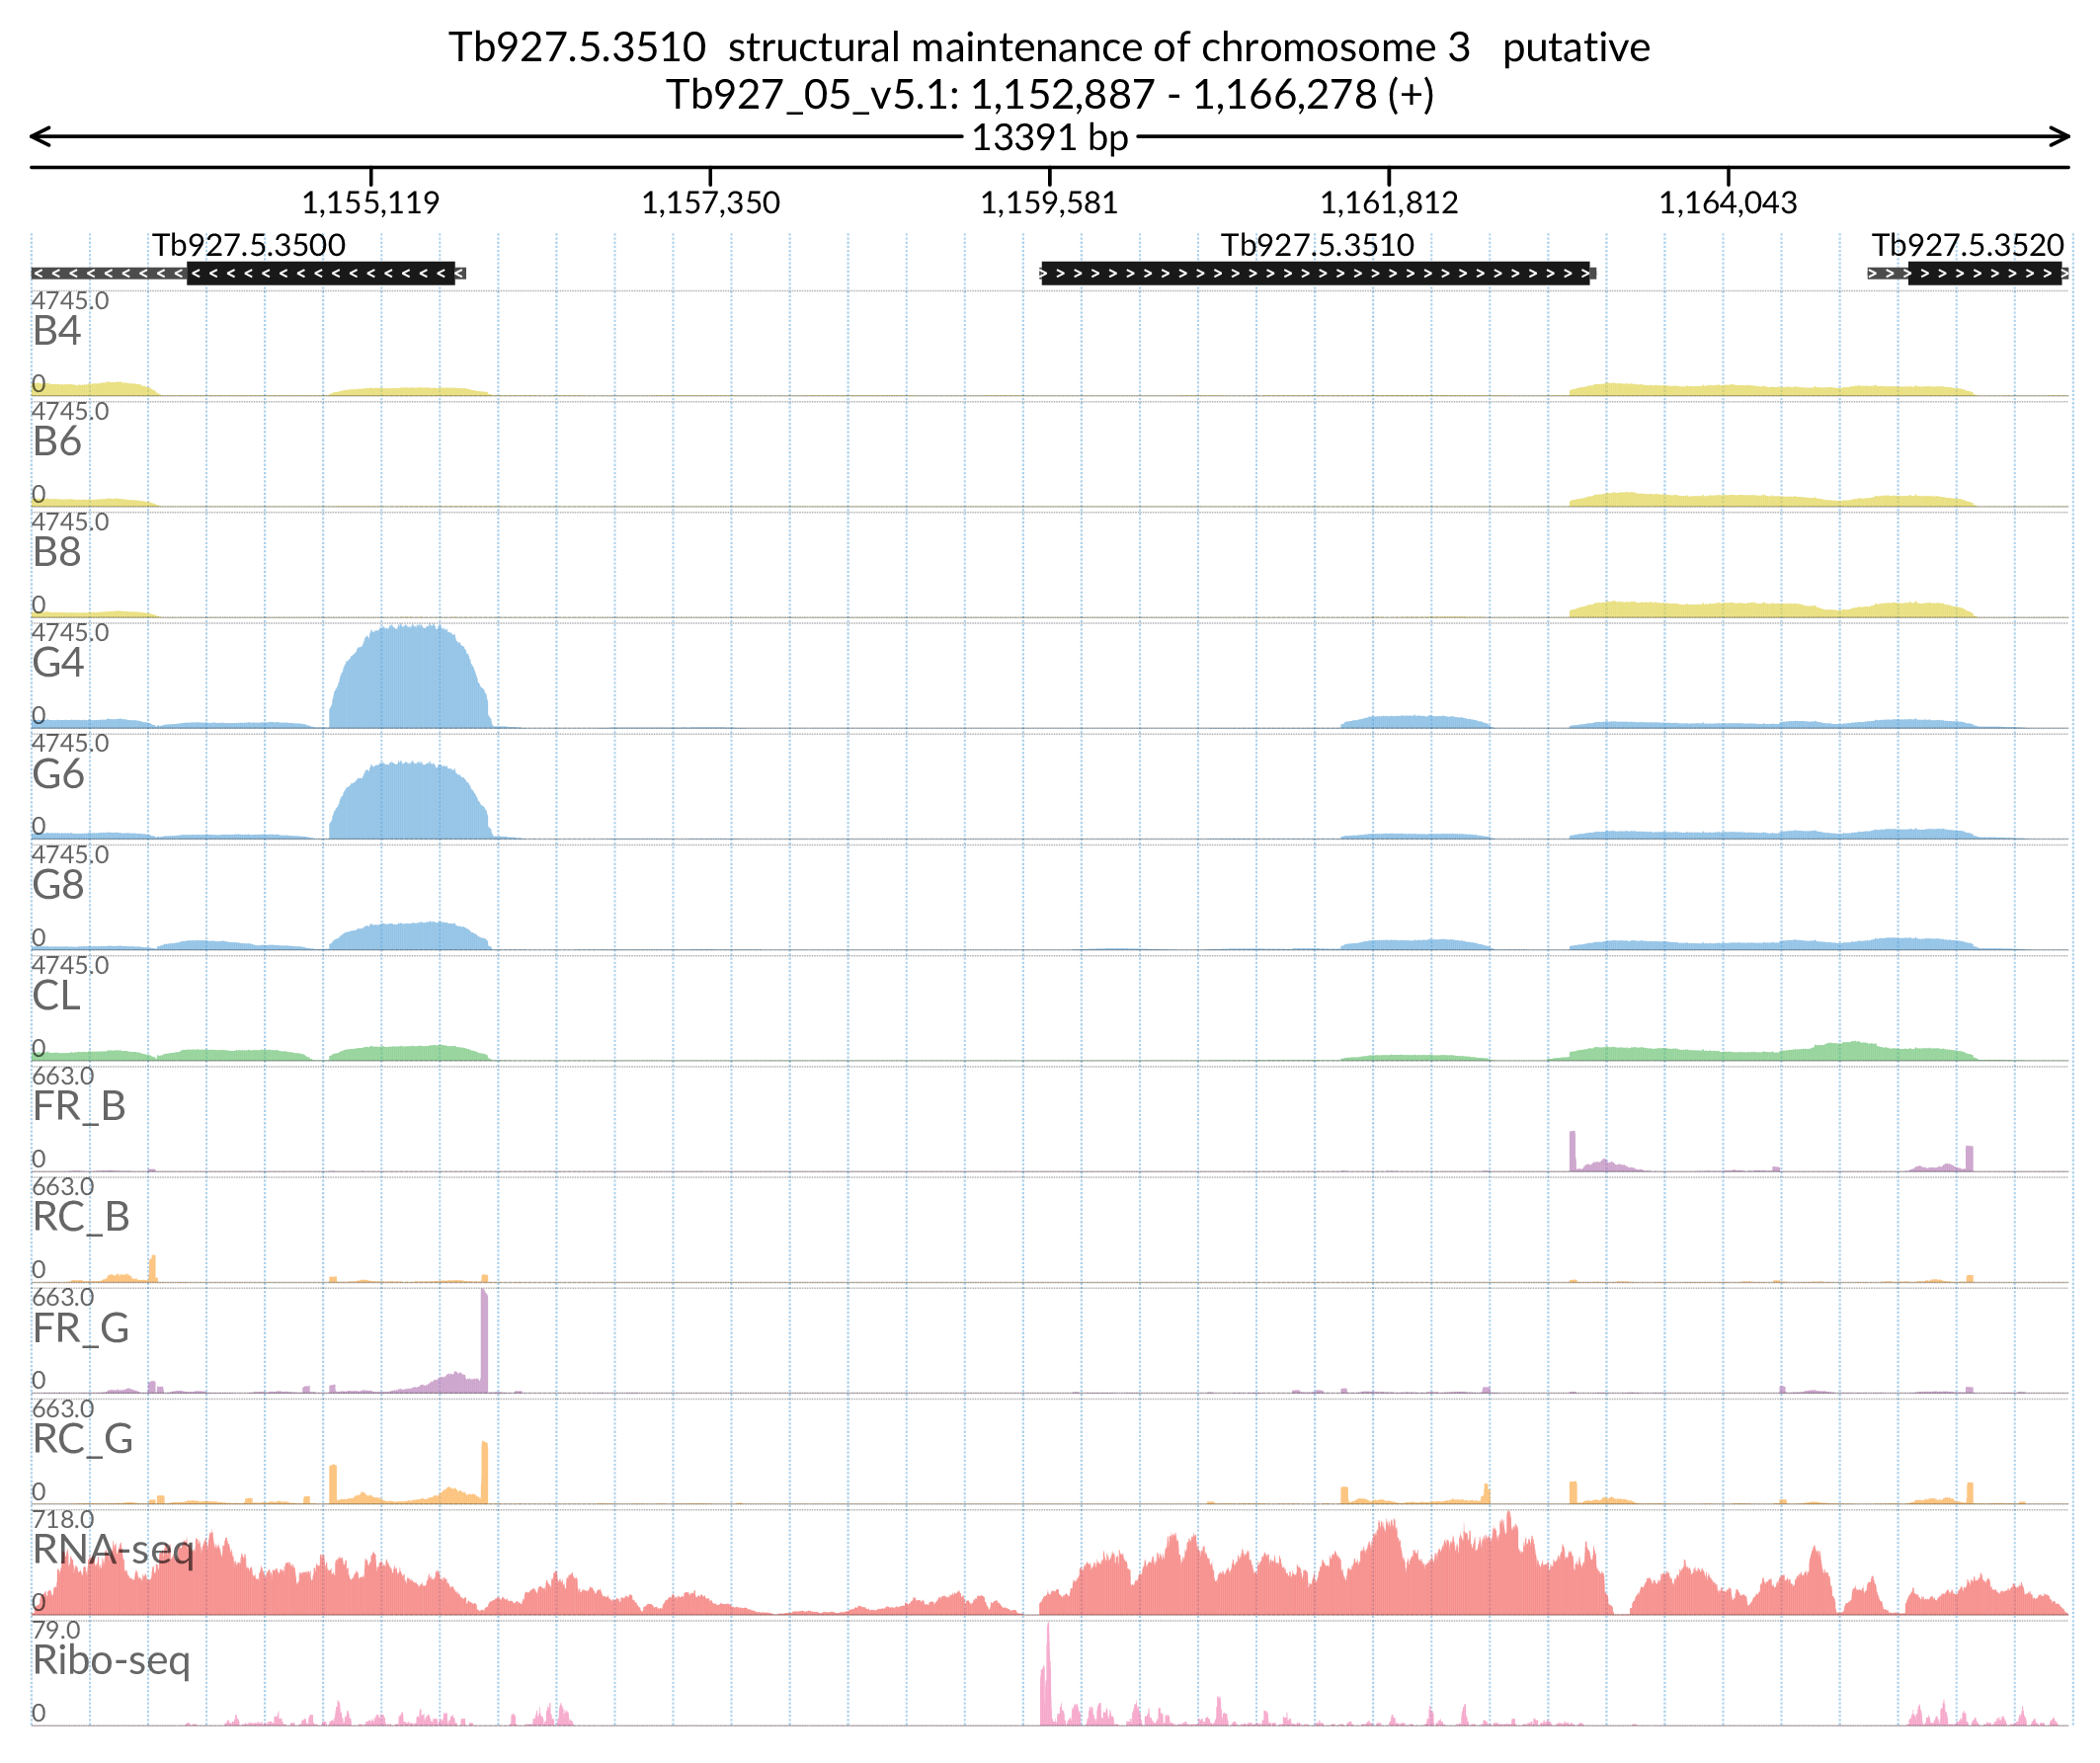 Tb927.5.3510 structural maintenance of chromosome 3 putative
Tb927_05_v5.1: 1,152,887 - 1,166,278 (+)
13391 bp
1,155,119 1,157,350 1,159,581 1,161,812 1,164,043
Tb927.5.3500 Tb927.5.3510 Tb927.5.3520
4745.0
B4
0
4745.0
B6
0
4745.0
B8
0
4745.0
G4
0
4745.0
G6
0
4745.0
G8
0
4745.0
CL
0
663.0
FR_B
0
663.0
RC_B
0
663.0
FR_G
0
663.0
RC_G
0
718.0
RNA-seq
0
79.0
Ribo-seq
0